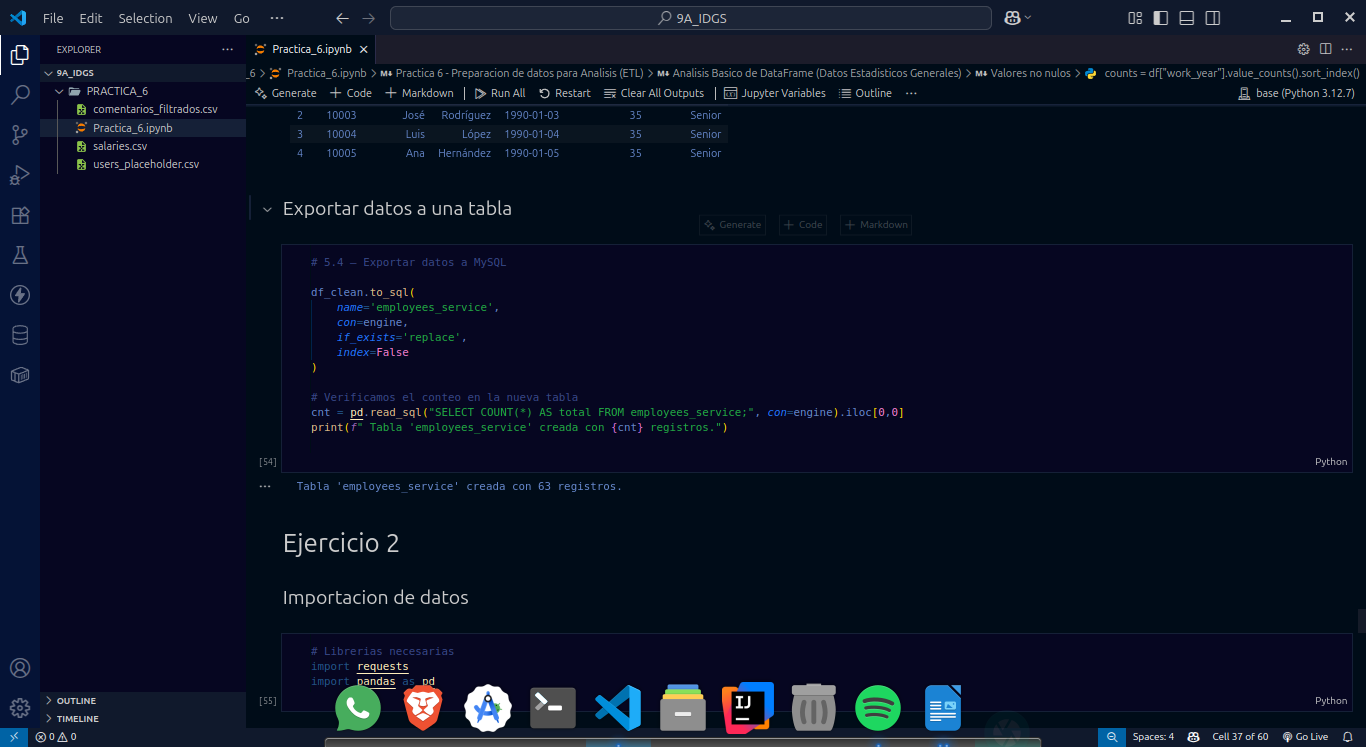 File Edit Selection View Go ··· 9A_IDGS
EXPLORER ···
Practica_6.ipynb
9A_IDGS
_6 > Practica_6.ipynb > Practica 6 - Preparacion de datos para Analisis (ETL) > Analisis Basico de DataFrame (Datos Estadisticos Generales) > Valores no nulos > counts = df["work_year"].value_counts().sort_index()
PRACTICA_6
Generate + Code + Markdown | Run All Restart Clear All Outputs | Jupyter Variables Outline ··· base (Python 3.12.7)
comentarios_filtrados.csv
Practica_6.ipynb
salaries.csv
users_placeholder.csv
2 10003 José Rodríguez 1990-01-03 35 Senior
3 10004 Luis López 1990-01-04 35 Senior
4 10005 Ana Hernández 1990-01-05 35 Senior
Exportar datos a una tabla
Generate + Code + Markdown
# 5.4 – Exportar datos a MySQL
df_clean.to_sql(
name='employees_service',
con=engine,
if_exists='replace',
index=False
)
# Verificamos el conteo en la nueva tabla
cnt = pd.read_sql("SELECT COUNT(*) AS total FROM employees_service;", con=engine).iloc[0,0]
print(f" Tabla 'employees_service' creada con {cnt} registros.")
[54] Python
··· Tabla 'employees_service' creada con 63 registros.
Ejercicio 2
Importacion de datos
# Librerias necesarias
import requests
import pandas as pd
[55] Python
OUTLINE
TIMELINE
IJ
0 0 Spaces: 4 Cell 37 of 60 Go Live